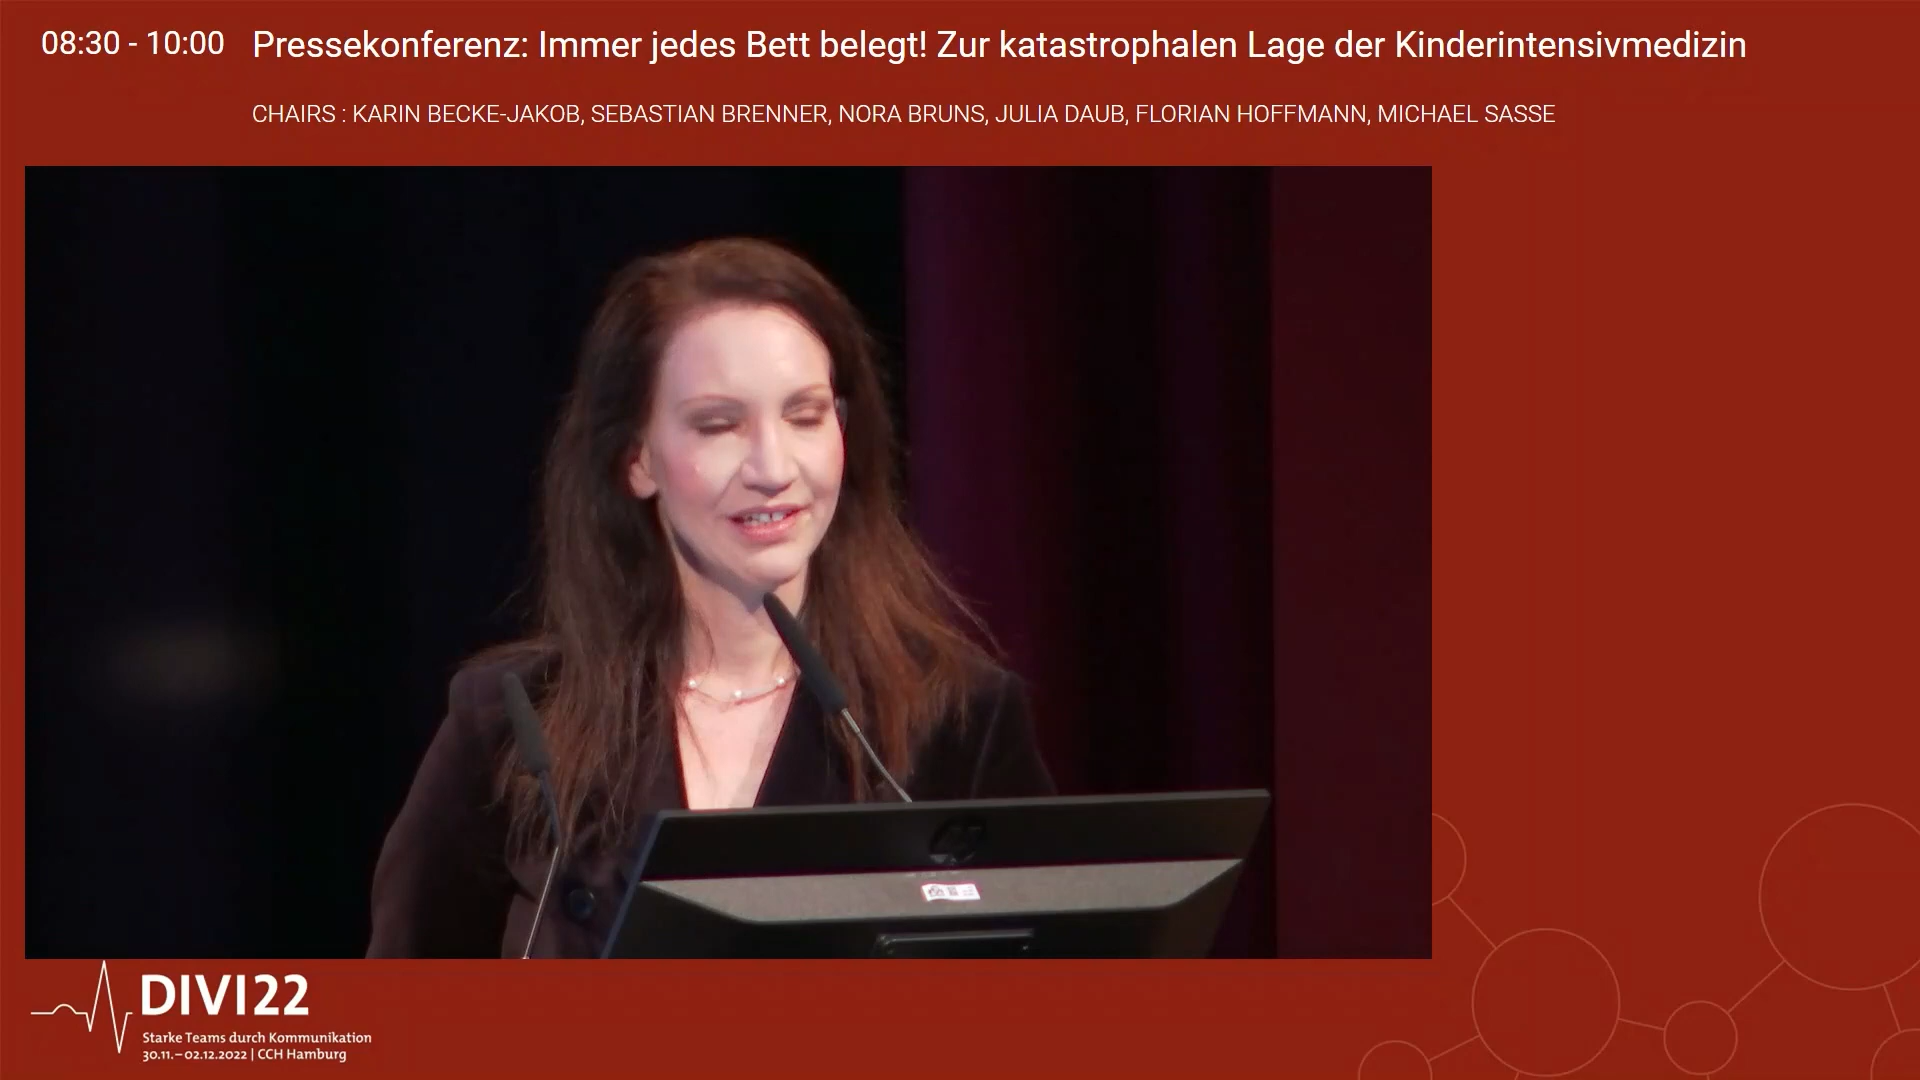 08:30 - 10:00 Pressekonferenz: Immer jedes Bett belegt! Zur katastrophalen Lage der Kinderintensivmedizin
CHAIRS : KARIN BECKE-JAKOB, SEBASTIAN BRENNER, NORA BRUNS, JULIA DAUB, FLORIAN HOFFMANN, MICHAEL SASSE
DIVI22
Starke Teams durch Kommunikation
30.11.–02.12.2022 | CCH Hamburg